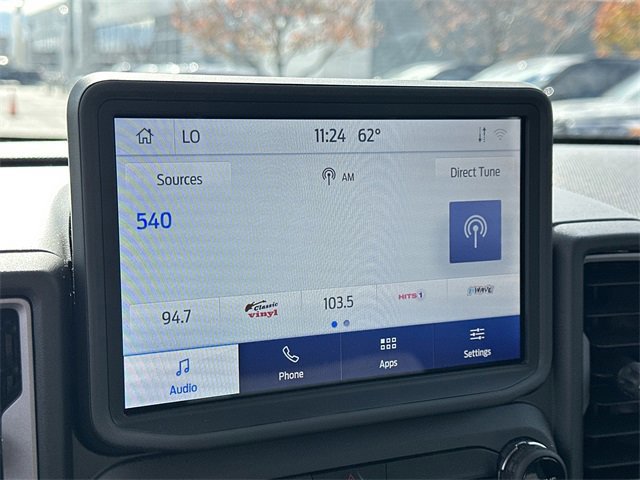 LO 11:24 62°
Sources AM Direct Tune
540
94.7 Classic vinyl 103.5 HITS 1
Audio Phone Apps Settings